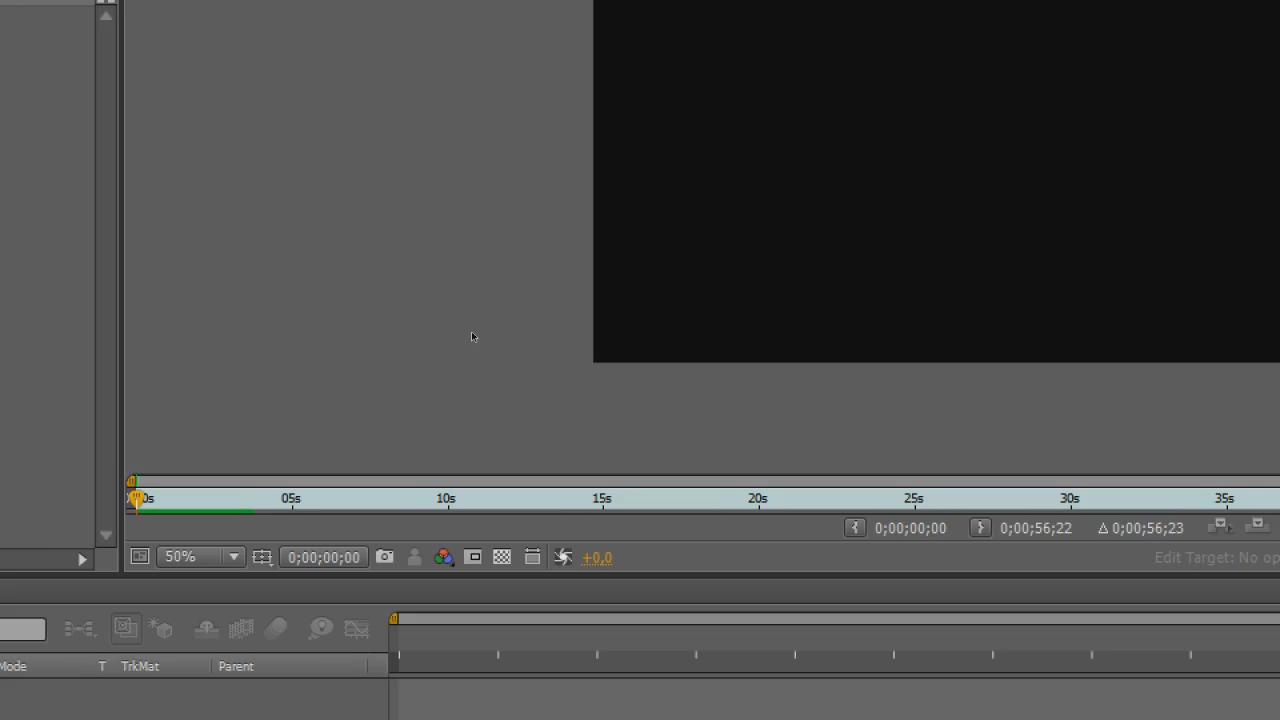 0s 05s 10s 15s 20s 25s 30s 35s
0;00;00;00 0;00;56;22 Δ 0;00;56;23
50% 0;00;00;00 +0,0 Edit Target: No op
Mode T TrkMat Parent